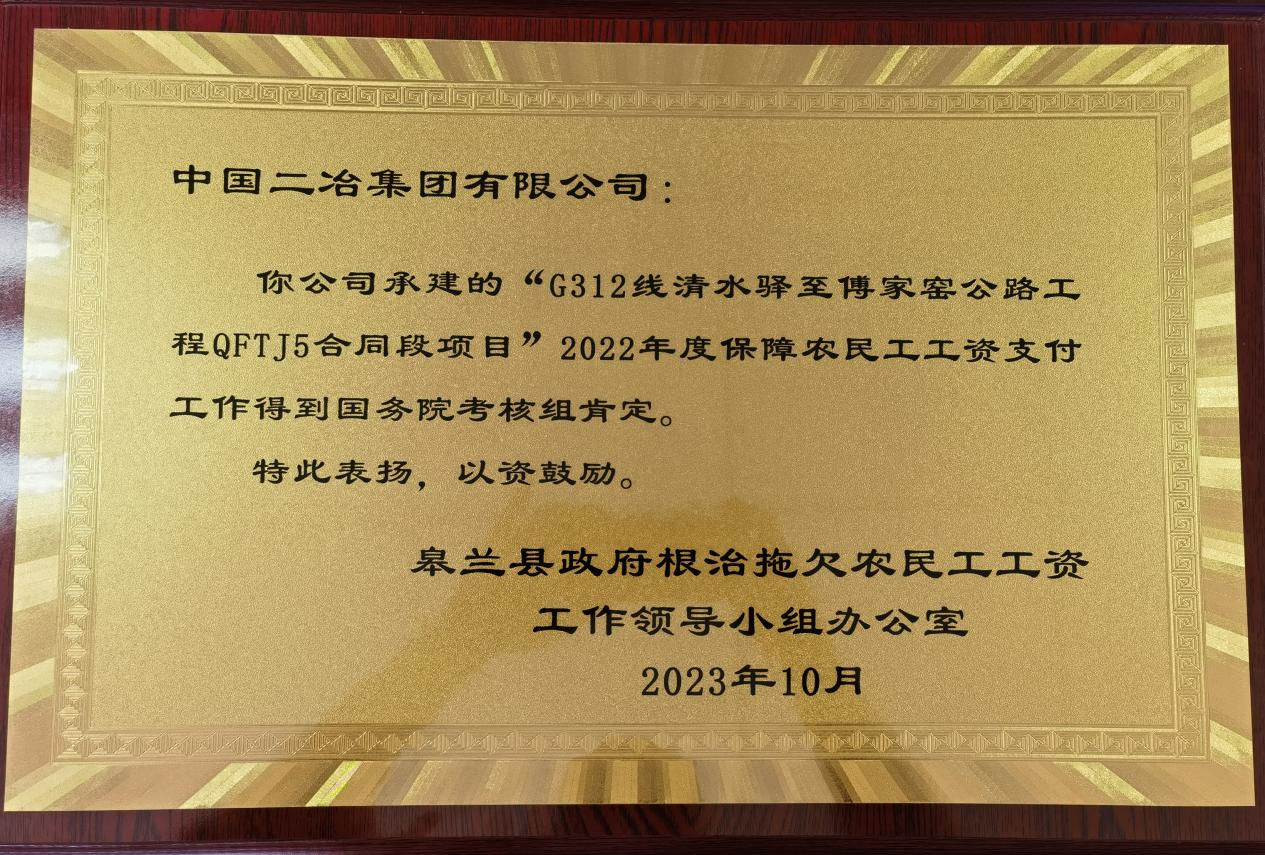 中国二冶集团有限公司：
你公司承建的“G312线清水驿至傅家窑公路工
程QFTJ5合同段项目”2022年度保障农民工工资支付
工作得到国务院考核组肯定。
特此表扬，以资鼓励。
皋兰县政府根治拖欠农民工工资
工作领导小组办公室
2023年10月